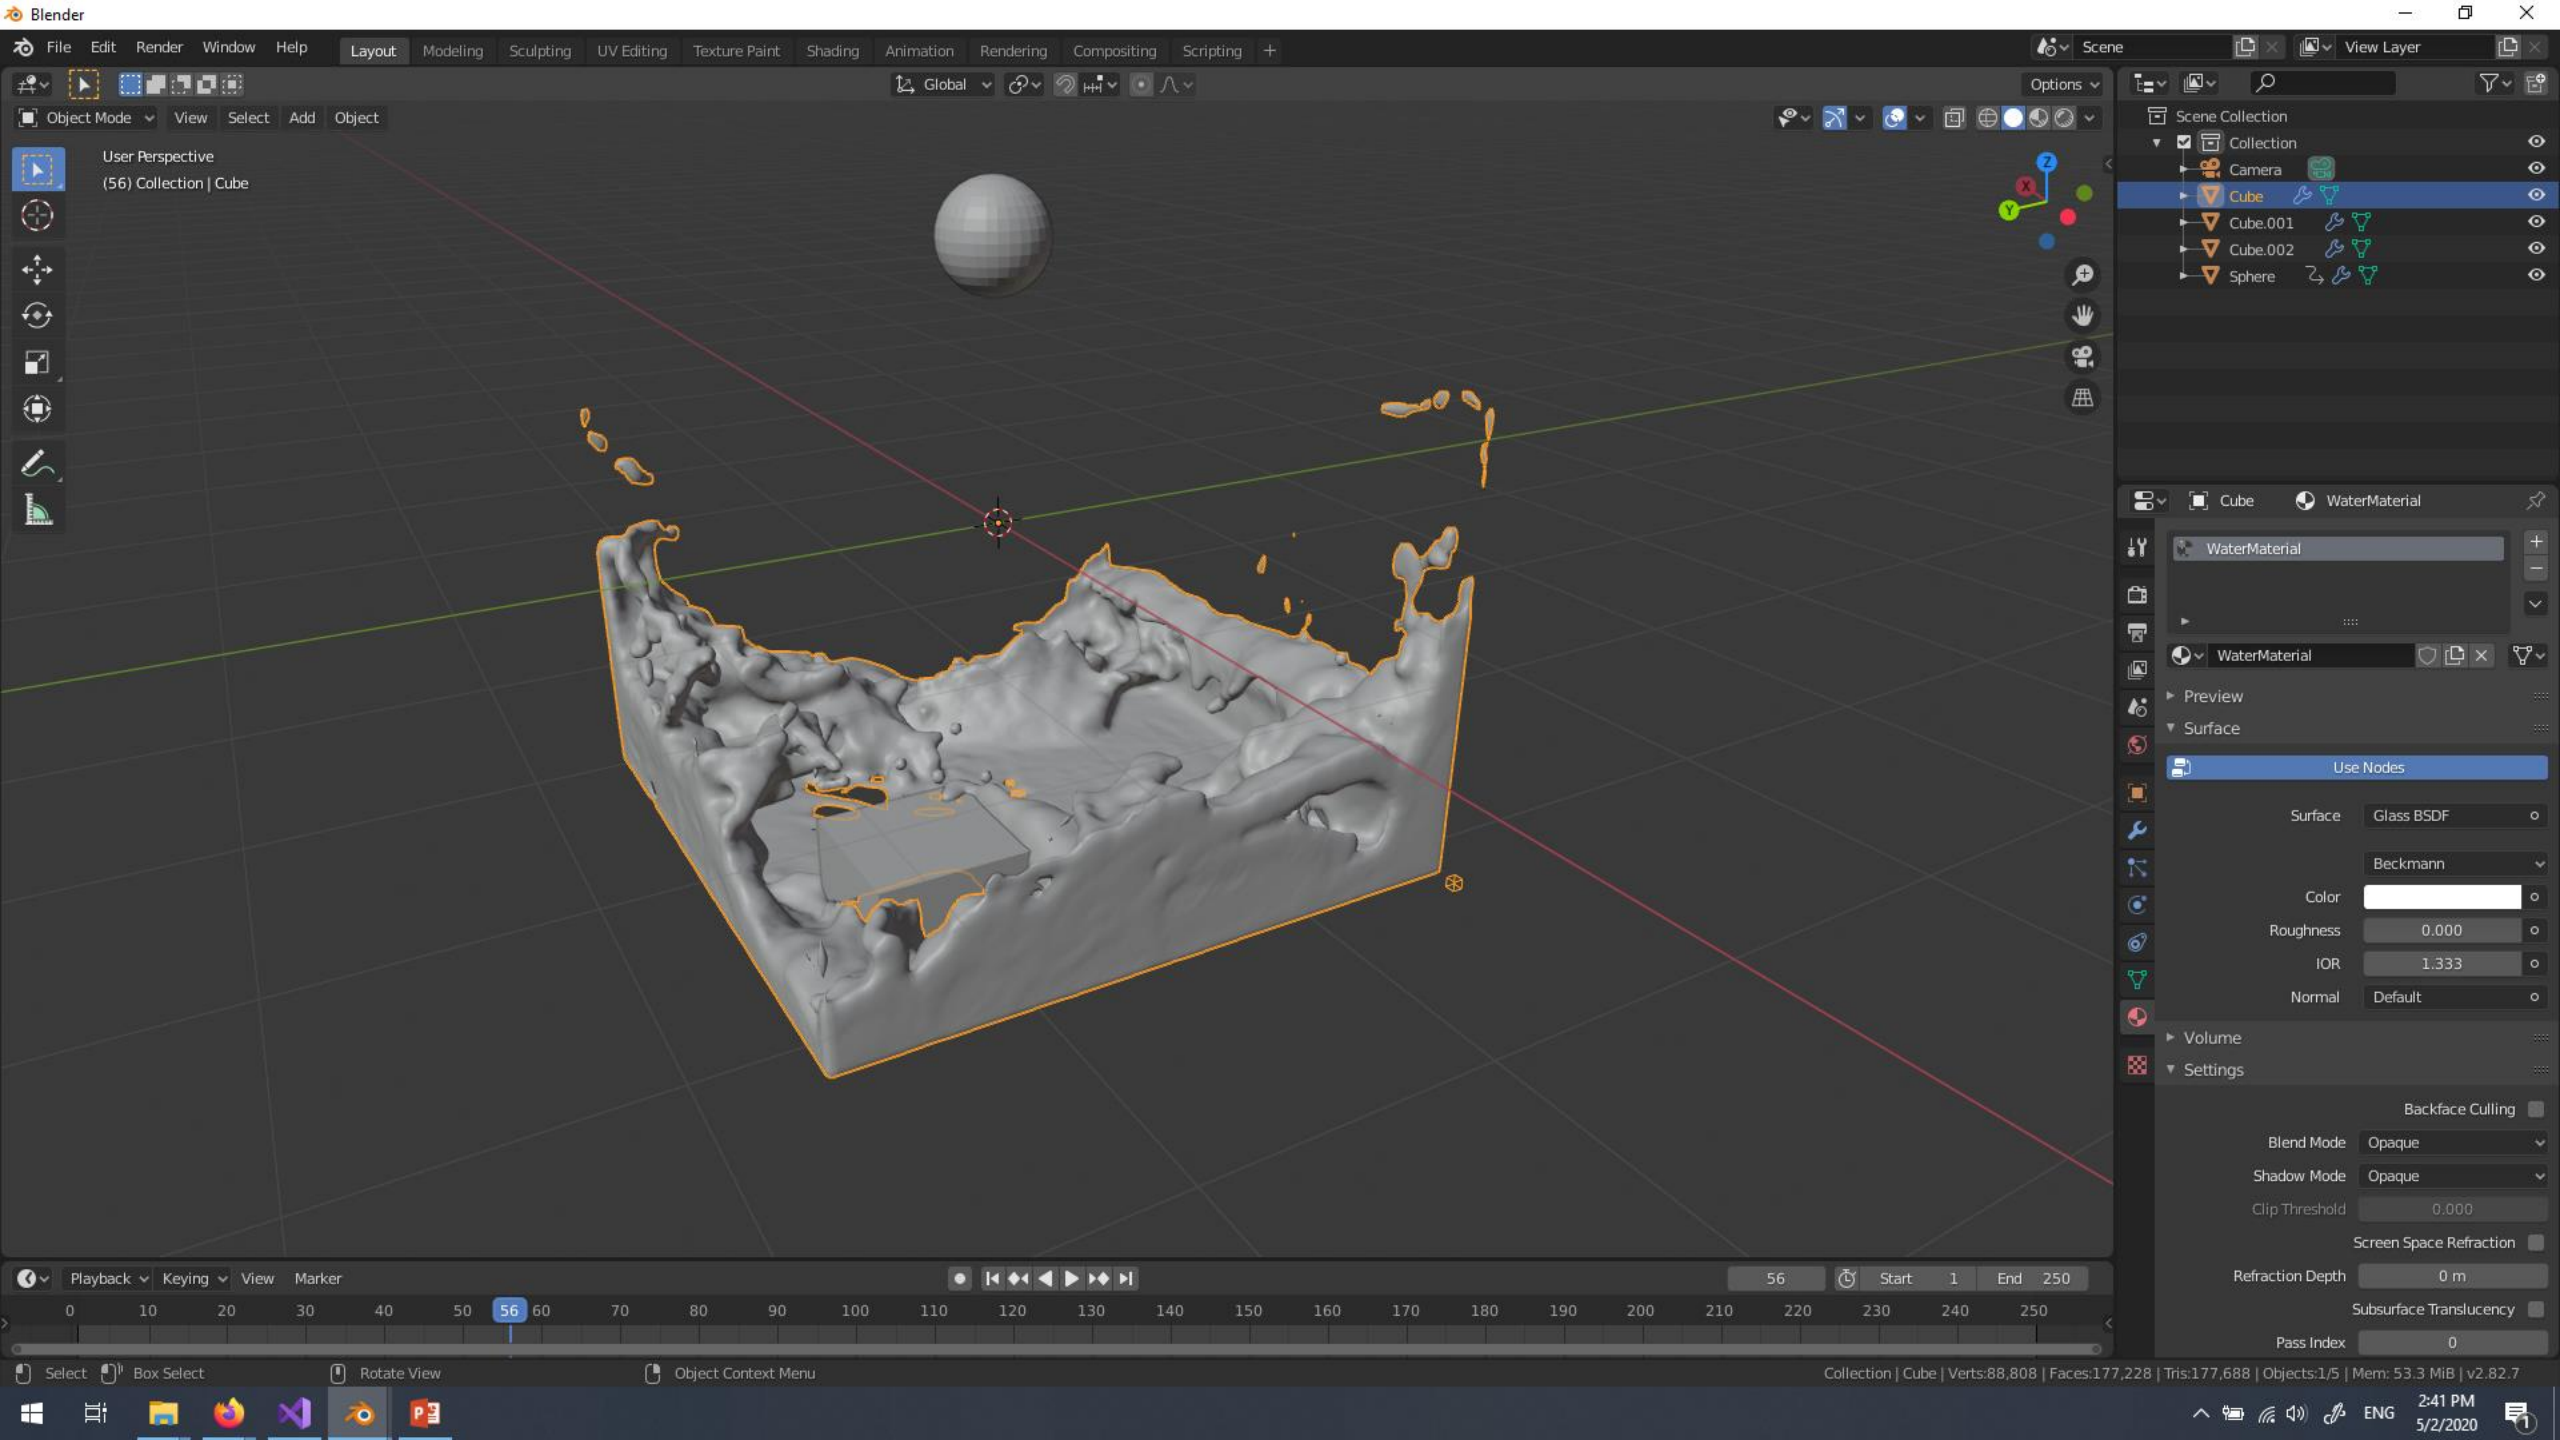 Blender
File Edit Render Window Help Layout Modeling Sculpting UV Editing Texture Paint Shading Animation Rendering Compositing Scripting + Scene View Layer
Global Options
Object Mode View Select Add Object
User Perspective
(56) Collection | Cube
Z
X
Y
Scene Collection
Collection
Camera
Cube
Cube.001
Cube.002
Sphere
Cube WaterMaterial
WaterMaterial
WaterMaterial
Preview
Surface
Use Nodes
Surface Glass BSDF
Beckmann
Color
Roughness 0.000
IOR 1.333
Normal Default
Volume
Settings
Backface Culling
Blend Mode Opaque
Shadow Mode Opaque
Clip Threshold 0.000
Screen Space Refraction
Refraction Depth 0 m
Subsurface Translucency
Pass Index 0
Playback Keying View Marker 56 Start 1 End 250
0 10 20 30 40 50 56 60 70 80 90 100 110 120 130 140 150 160 170 180 190 200 210 220 230 240 250
Select Box Select Rotate View Object Context Menu Collection | Cube | Verts:88,808 | Faces:177,228 | Tris:177,688 | Objects:1/5 | Mem: 53.3 MiB | v2.82.7
ENG 2:41 PM
5/2/2020
1